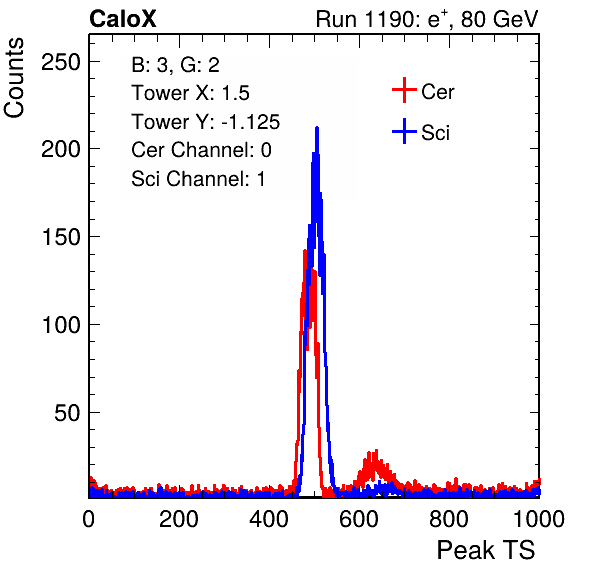 CaloX Run 1190: e⁺, 80 GeV
Counts
B: 3, G: 2
Tower X: 1.5
Tower Y: -1.125
Cer Channel: 0
Sci Channel: 1
Cer
Sci
250
200
150
100
50
0 200 400 600 800 1000
Peak TS